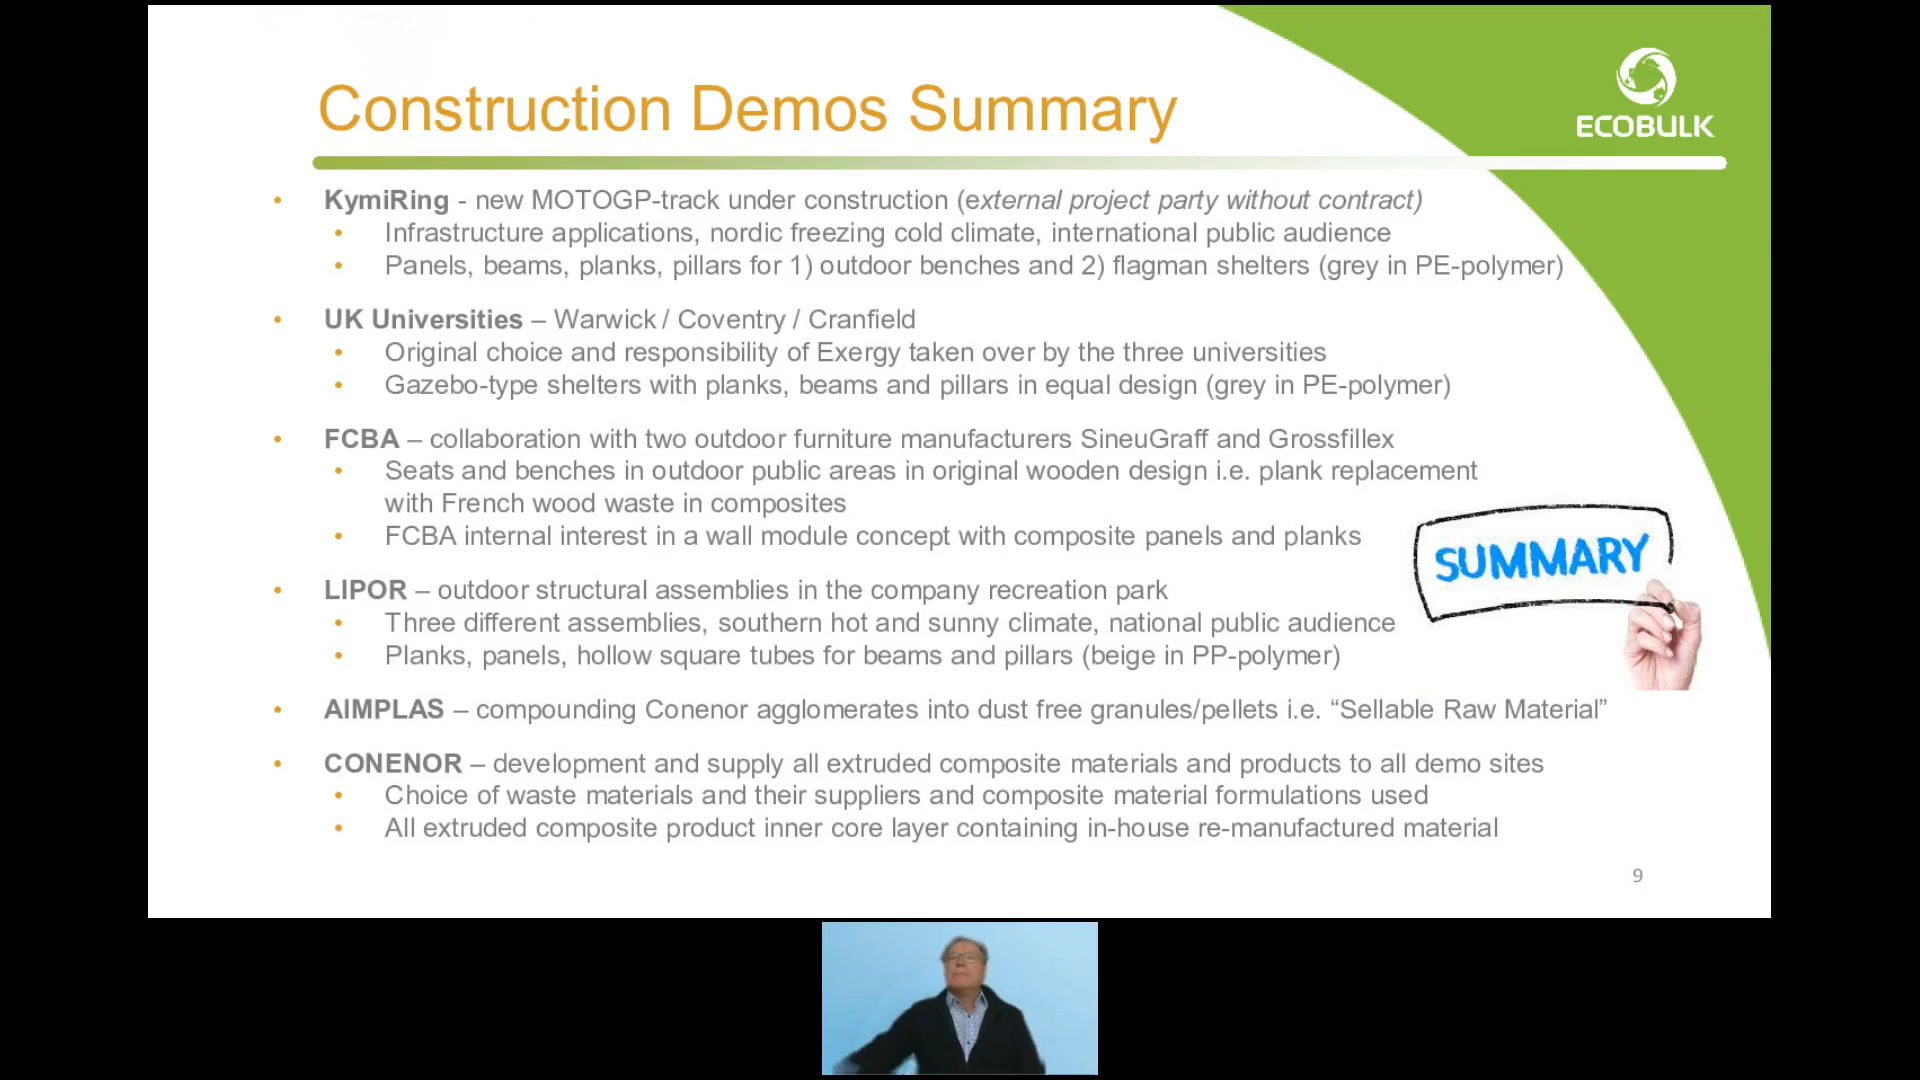 Construction Demos Summary
ECOBULK
• KymiRing - new MOTOGP-track under construction (external project party without contract)
• Infrastructure applications, nordic freezing cold climate, international public audience
• Panels, beams, planks, pillars for 1) outdoor benches and 2) flagman shelters (grey in PE-polymer)
• UK Universities – Warwick / Coventry / Cranfield
• Original choice and responsibility of Exergy taken over by the three universities
• Gazebo-type shelters with planks, beams and pillars in equal design (grey in PE-polymer)
• FCBA – collaboration with two outdoor furniture manufacturers SineuGraff and Grossfillex
• Seats and benches in outdoor public areas in original wooden design i.e. plank replacement
with French wood waste in composites
• FCBA internal interest in a wall module concept with composite panels and planks
SUMMARY
• LIPOR – outdoor structural assemblies in the company recreation park
• Three different assemblies, southern hot and sunny climate, national public audience
• Planks, panels, hollow square tubes for beams and pillars (beige in PP-polymer)
• AIMPLAS – compounding Conenor agglomerates into dust free granules/pellets i.e. “Sellable Raw Material”
• CONENOR – development and supply all extruded composite materials and products to all demo sites
• Choice of waste materials and their suppliers and composite material formulations used
• All extruded composite product inner core layer containing in-house re-manufactured material
9